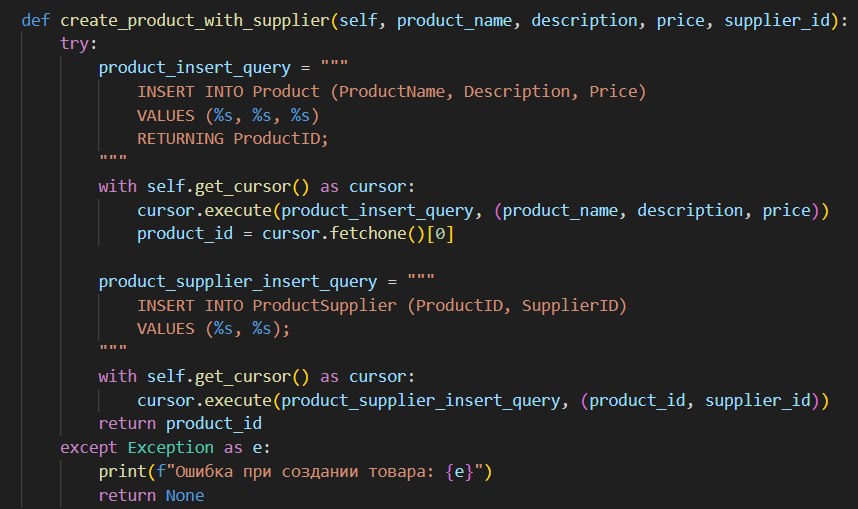 def create_product_with_supplier(self, product_name, description, price, supplier_id):
    try:
        product_insert_query = """
            INSERT INTO Product (ProductName, Description, Price)
            VALUES (%s, %s, %s)
            RETURNING ProductID;
        """
        with self.get_cursor() as cursor:
            cursor.execute(product_insert_query, (product_name, description, price))
            product_id = cursor.fetchone()[0]

        product_supplier_insert_query = """
            INSERT INTO ProductSupplier (ProductID, SupplierID)
            VALUES (%s, %s);
        """
        with self.get_cursor() as cursor:
            cursor.execute(product_supplier_insert_query, (product_id, supplier_id))
        return product_id
    except Exception as e:
        print(f"Ошибка при создании товара: {e}")
        return None